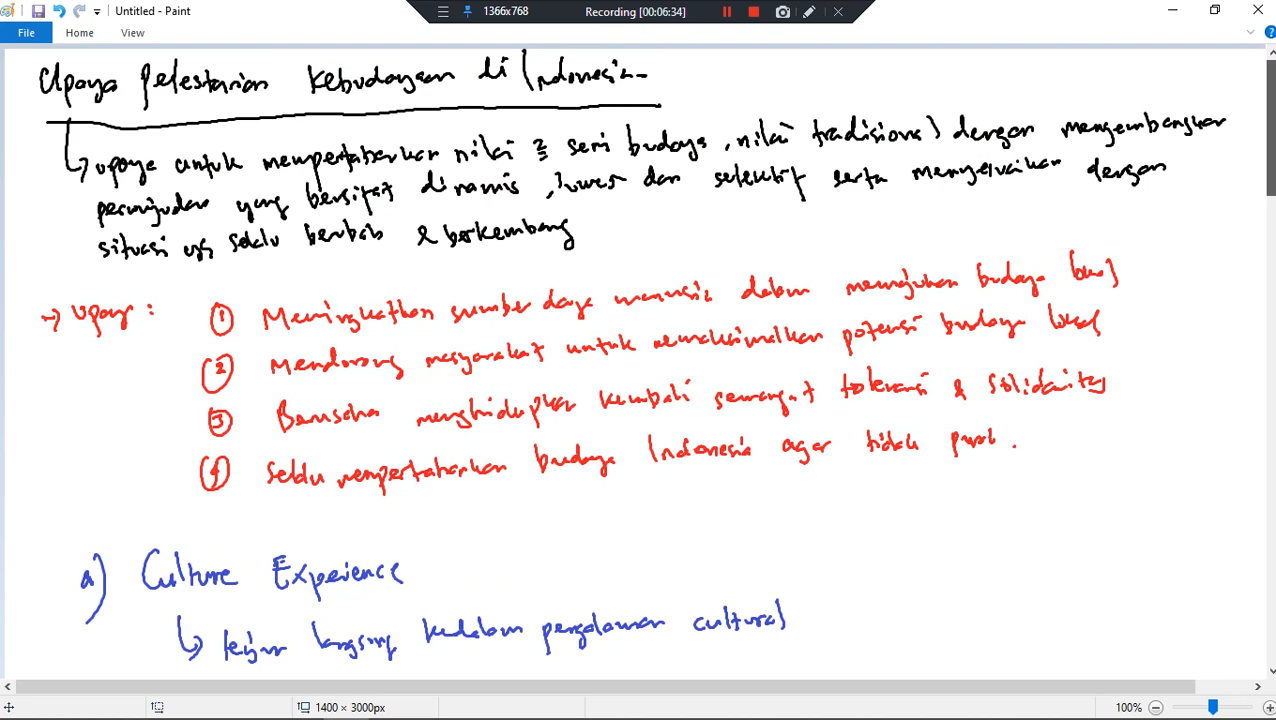 Untitled - Paint
1366x768
Recording [00:06:34]
File Home View
Upaya Pelestarian Kebudayaan di Indonesia
upaya untuk mempertahankan nilai2 seni budaya, nilai tradisional dengan mengembangkan
perwujudan yang bersifat dinamis, luwes dan selektif serta menyesuaikan dengan
situasi yg selalu berubah & berkembang
→ Upaya :
① Meningkatkan sumber daya manusia dalam memajukan budaya lokal
② Mendorong masyarakat untuk memaksimalkan potensi budaya lokal
③ Berusaha menghidupkan kembali semangat toleransi & solidaritas
④ Selalu mempertahankan budaya Indonesia agar tidak punah.
a) Culture Experience
↳ terjun langsung kedalam pengalaman cultural
1400 × 3000px
100%